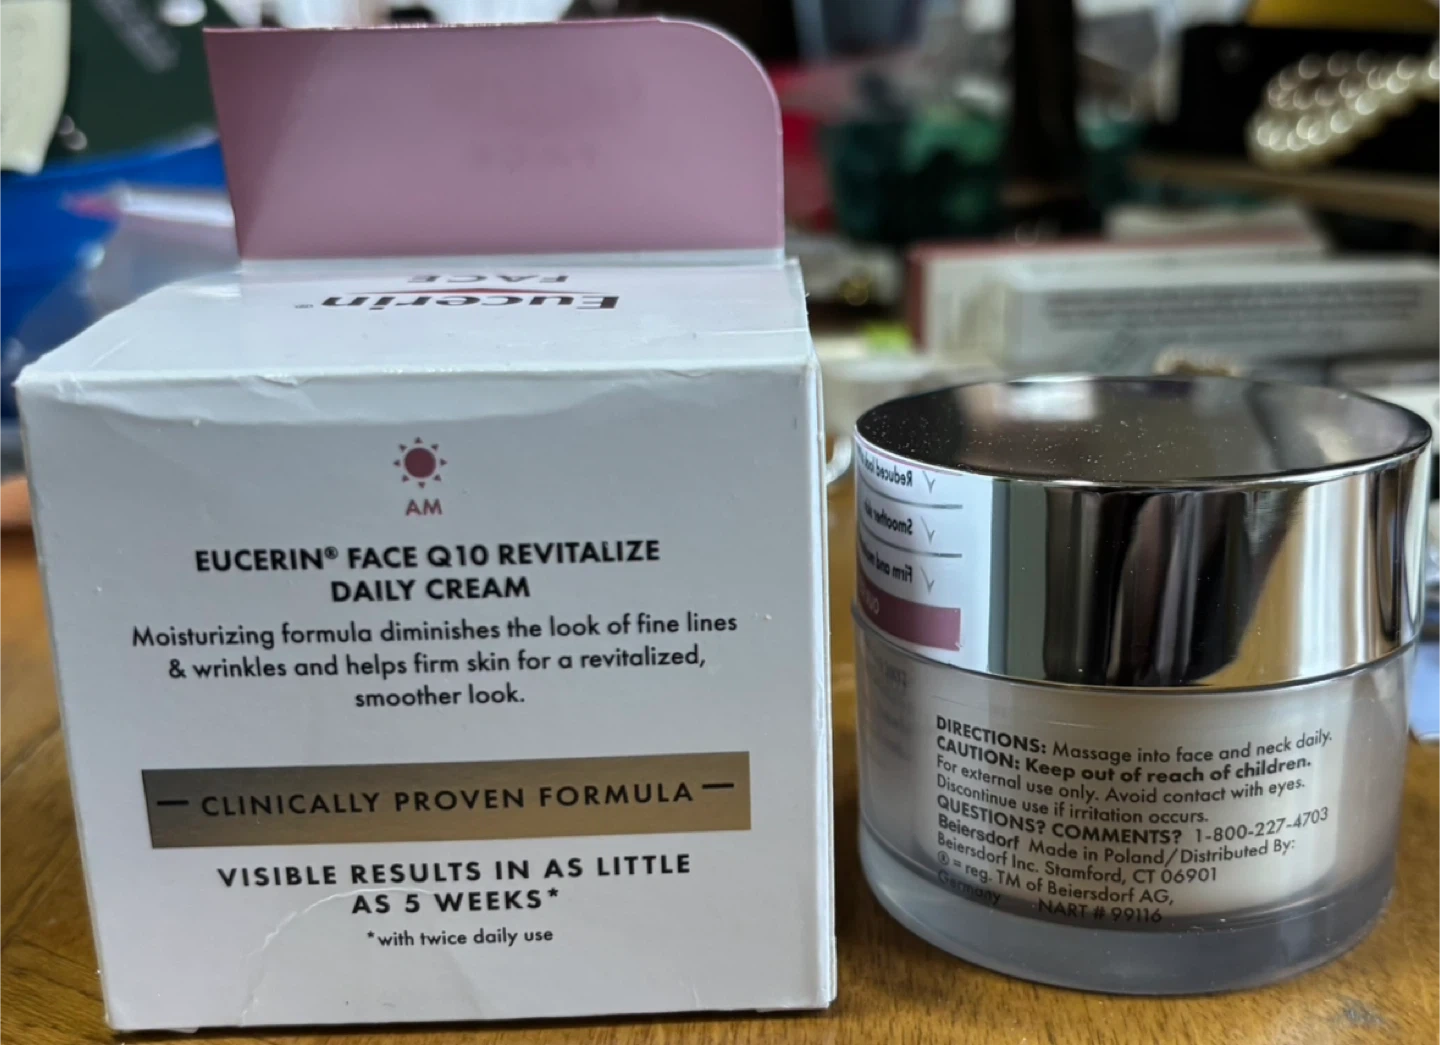 Eucerin®
FACE
AM
EUCERIN® FACE Q10 REVITALIZE
DAILY CREAM
Moisturizing formula diminishes the look of fine lines
& wrinkles and helps firm skin for a revitalized,
smoother look.
— CLINICALLY PROVEN FORMULA —
VISIBLE RESULTS IN AS LITTLE
AS 5 WEEKS*
*with twice daily use
Reduced
Smoother
Firm and
DIRECTIONS: Massage into face and neck daily.
CAUTION: Keep out of reach of children.
For external use only. Avoid contact with eyes.
Discontinue use if irritation occurs.
QUESTIONS? COMMENTS? 1-800-227-4703
Beiersdorf Made in Poland/Distributed By:
Beiersdorf Inc. Stamford, CT 06901
® = reg. TM of Beiersdorf AG,
Germany NART # 99116